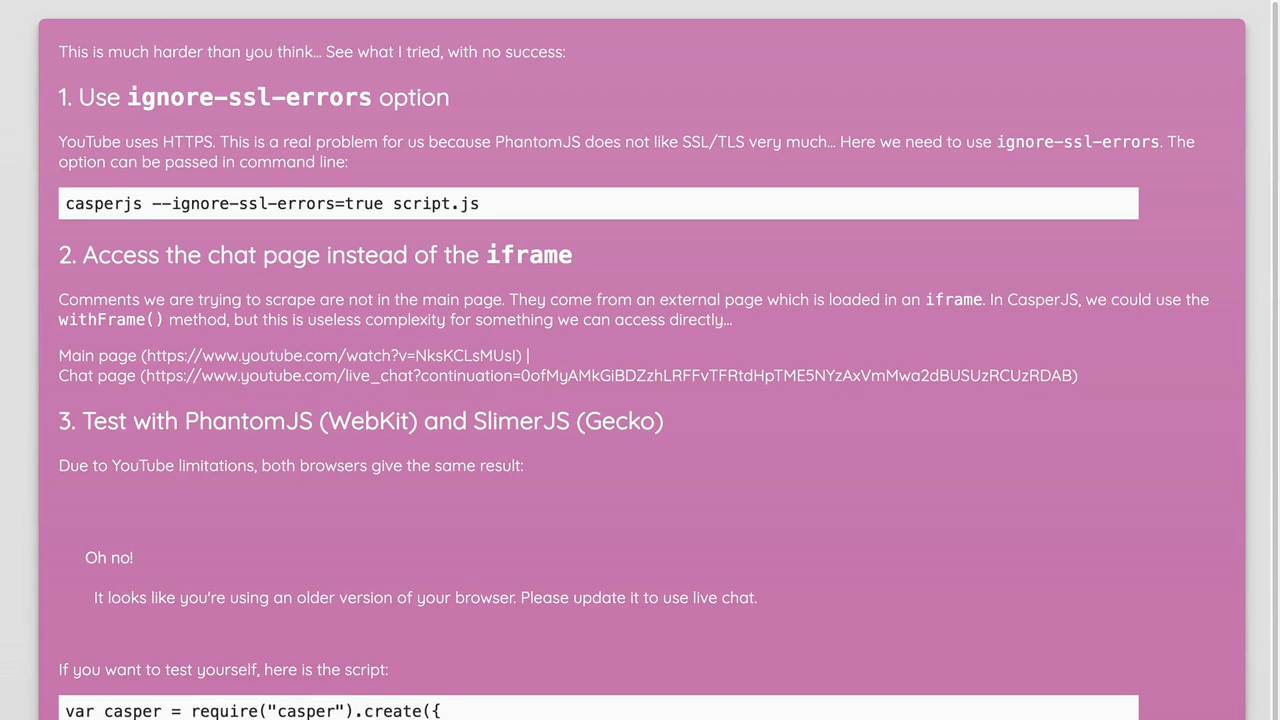 This is much harder than you think... See what I tried, with no success:
1. Use ignore-ssl-errors option
YouTube uses HTTPS. This is a real problem for us because PhantomJS does not like SSL/TLS very much... Here we need to use ignore-ssl-errors. The
option can be passed in command line:
casperjs --ignore-ssl-errors=true script.js
2. Access the chat page instead of the iframe
Comments we are trying to scrape are not in the main page. They come from an external page which is loaded in an iframe. In CasperJS, we could use the
withFrame() method, but this is useless complexity for something we can access directly...
Main page (https://www.youtube.com/watch?v=NksKCLsMUsI) |
Chat page (https://www.youtube.com/live_chat?continuation=0ofMyAMkGiBDZzhLRFFvTFRtdHpTME5NYzAxVmMwa2dBUSUzRCUzRDAB)
3. Test with PhantomJS (WebKit) and SlimerJS (Gecko)
Due to YouTube limitations, both browsers give the same result:
Oh no!
It looks like you're using an older version of your browser. Please update it to use live chat.
If you want to test yourself, here is the script:
var casper = require("casper").create({